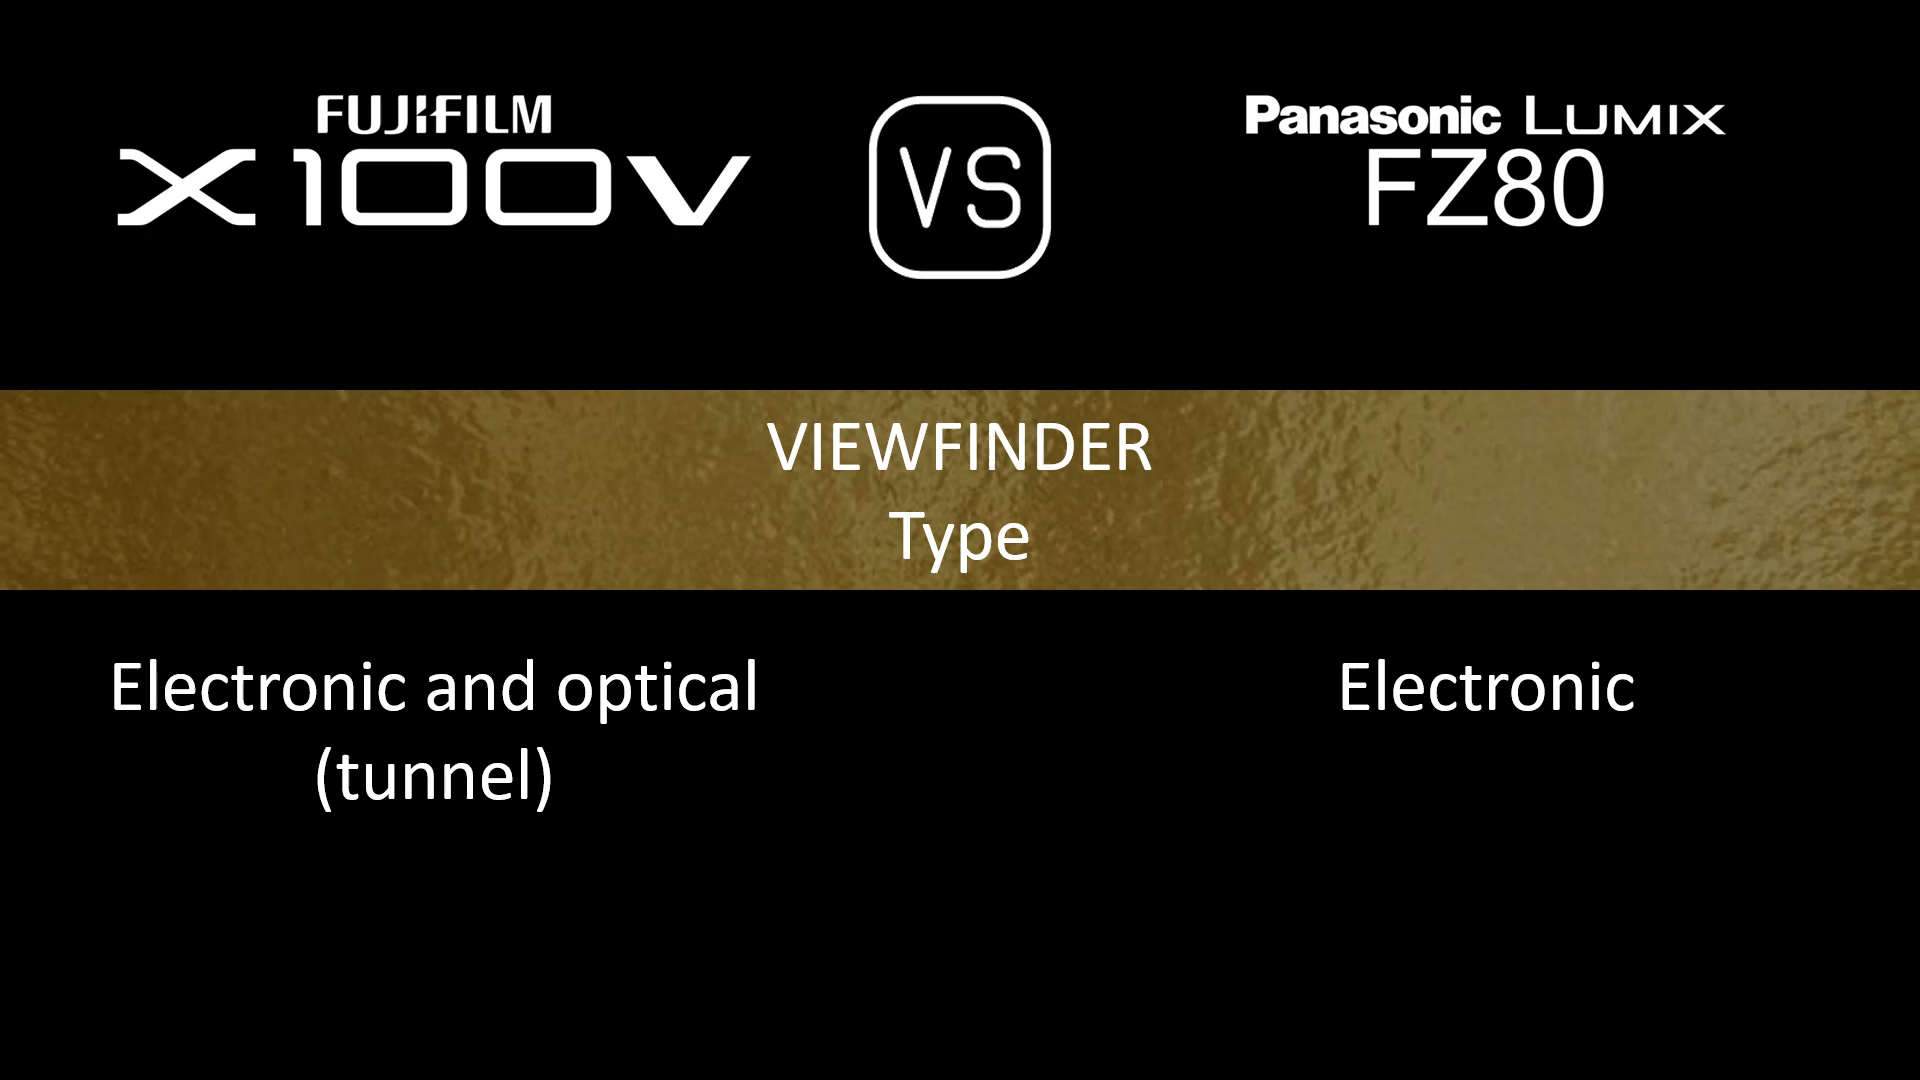 FUJIFILM
X100V
VS
Panasonic LUMIX
FZ80
VIEWFINDER
Type
Electronic and optical
(tunnel)
Electronic